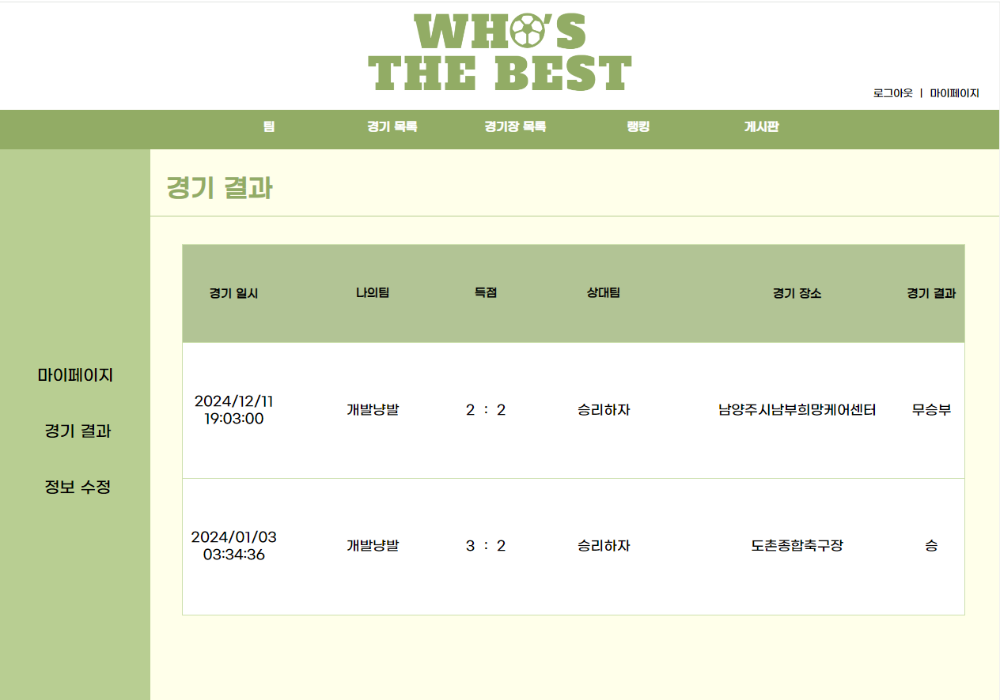 WHO'S
THE BEST
로그아웃 | 마이페이지
팀 경기 목록 경기장 목록 랭킹 게시판
경기 결과
마이페이지
경기 결과
정보 수정
경기 일시 나의팀 득점 상대팀 경기 장소 경기 결과
2024/12/11
19:03:00
개발냥발 2 : 2 승리하자 남양주시남부희망케어센터 무승부
2024/01/03
03:34:36
개발냥발 3 : 2 승리하자 도촌종합축구장 승